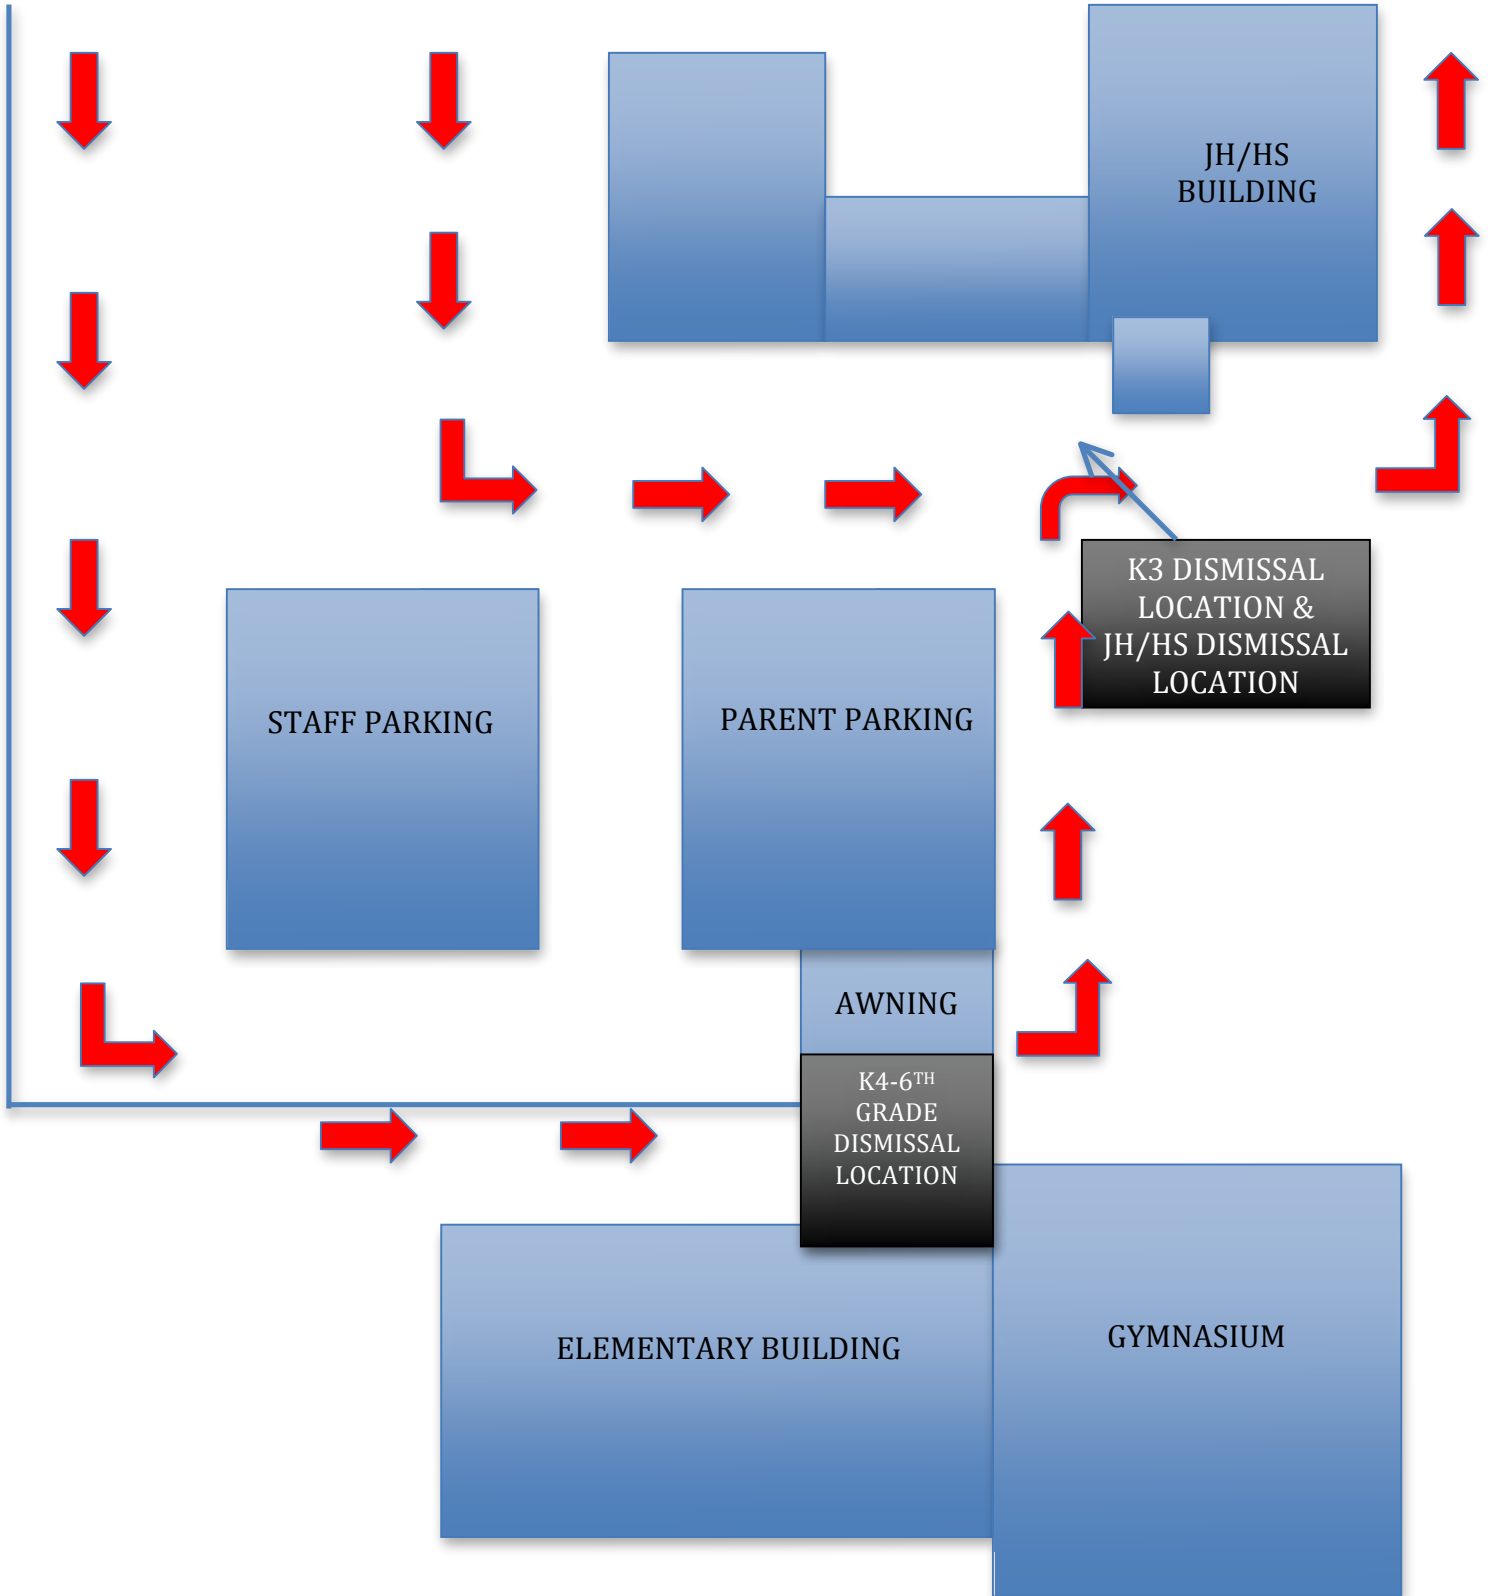 JH/HS
BUILDING
K3 DISMISSAL
LOCATION &
JH/HS DISMISSAL
LOCATION
STAFF PARKING
PARENT PARKING
AWNING
K4-6TH
GRADE
DISMISSAL
LOCATION
ELEMENTARY BUILDING
GYMNASIUM